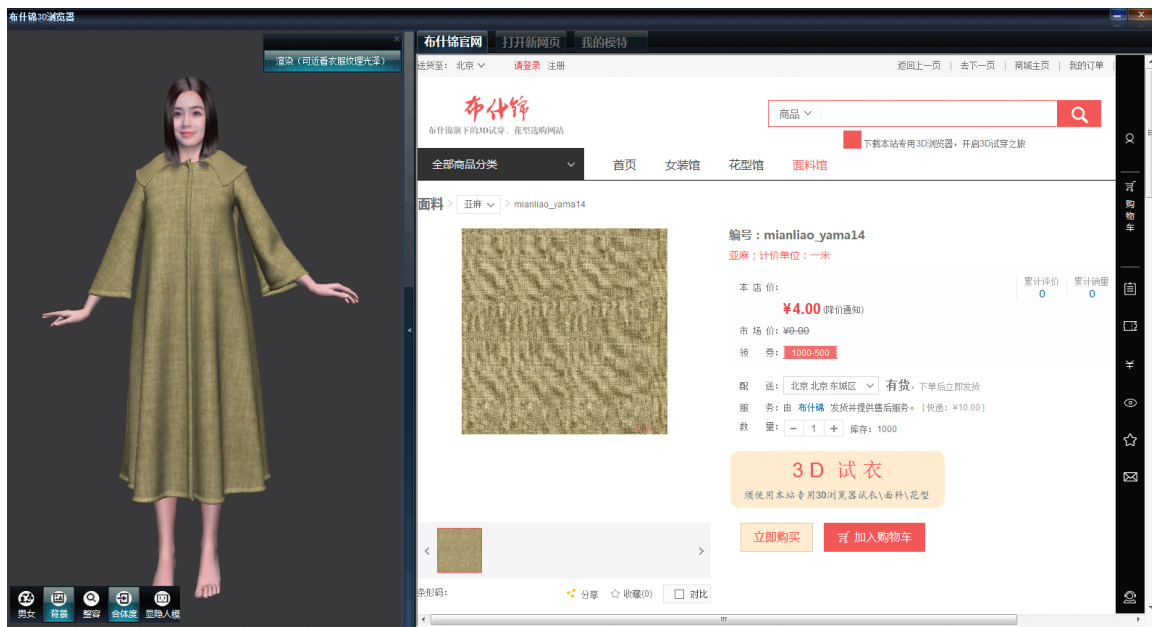 布什锦3D浏览器
渲染（可近看衣服纹理光泽）
男女 背景 整容 合体度 显隐人模
布什锦官网 打开新网页 我的模特
送货至： 北京 请登录 注册 返回上一页 | 去下一页 | 商城主页 | 我的订单 |
布什锦
布什锦旗下的3D试穿、花型选购网站
商品
下载本站专用3D浏览器，开启3D试穿之旅
全部商品分类 首页 女装馆 花型馆 面料馆
面料 > 亚麻 > mianliao_yama14
编号：mianliao_yama14
亚麻；计价单位：一米
本店价：
累计评价 累计销量
0 0
¥4.00 (降价通知)
市场价： ¥0.00
领 券： 1000-500
配 送： 北京 北京 东城区 有货，下单后立即发货
服 务：由 布什锦 发货并提供售后服务。 [ 快递：¥10.00 ]
数 量： − 1 + 库存：1000
3D 试衣
须使用本站专用3D浏览器试衣\面料\花型
立即购买 加入购物车
条形码： 分享 收藏(0) 对比
购物车